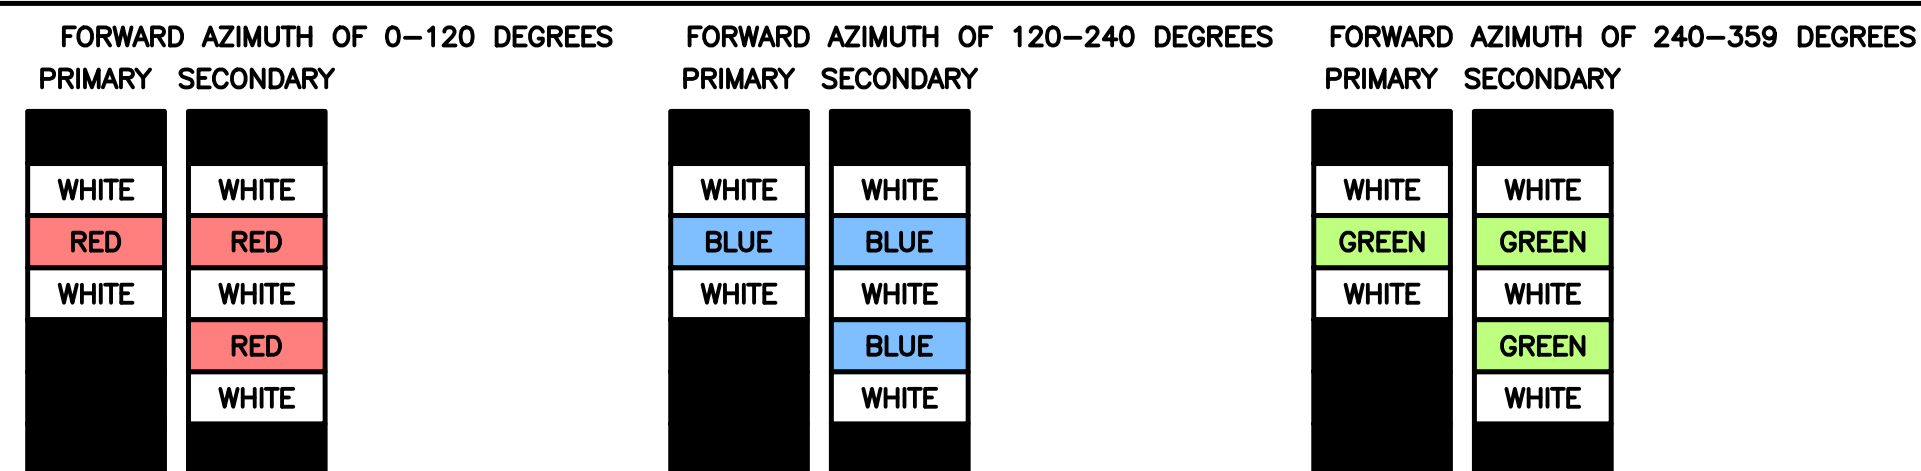 FORWARD AZIMUTH OF 0-120 DEGREES
PRIMARY SECONDARY
WHITE WHITE
RED RED
WHITE WHITE
RED
WHITE
FORWARD AZIMUTH OF 120-240 DEGREES
PRIMARY SECONDARY
WHITE WHITE
BLUE BLUE
WHITE WHITE
BLUE
WHITE
FORWARD AZIMUTH OF 240-359 DEGREES
PRIMARY SECONDARY
WHITE WHITE
GREEN GREEN
WHITE WHITE
GREEN
WHITE